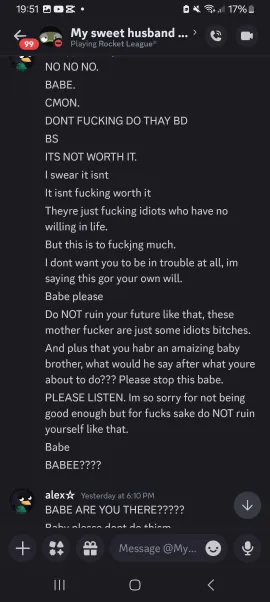 19:51
17%
My sweet husband ...
Playing Rocket League
99
NO NO NO.
BABE.
CMON.
DONT FUCKING DO THAY BD
BS
ITS NOT WORTH IT.
I swear it isnt
It isnt fucking worth it
Theyre just fucking idiots who have no
willing in life.
But this is to fuckjng much.
I dont want you to be in trouble at all, im
saying this gor your own will.
Babe please
Do NOT ruin your future like that, these
mother fucker are just some idiots bitches.
And plus that you habr an amaizing baby
brother, what would he say after what youre
about to do??? Please stop this babe.
PLEASE LISTEN. Im so sorry for not being
good enough but for fucks sake do NOT ruin
yourself like that.
Babe
BABEE????
alex☆ Yesterday at 6:10 PM
BABE ARE YOU THERE?????
Baby plesse dont do thism
Message @My...